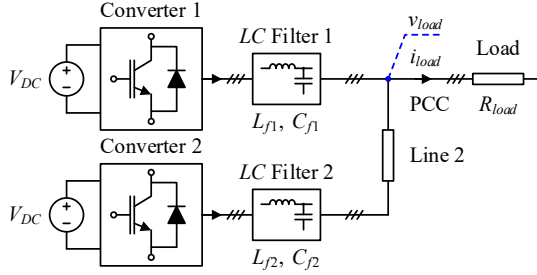 Converter 1
LC Filter 1
v_load
V_DC
+
−
i_load
Load
L_f1, C_f1
PCC
R_load
Converter 2
LC Filter 2
Line 2
V_DC
+
−
L_f2, C_f2